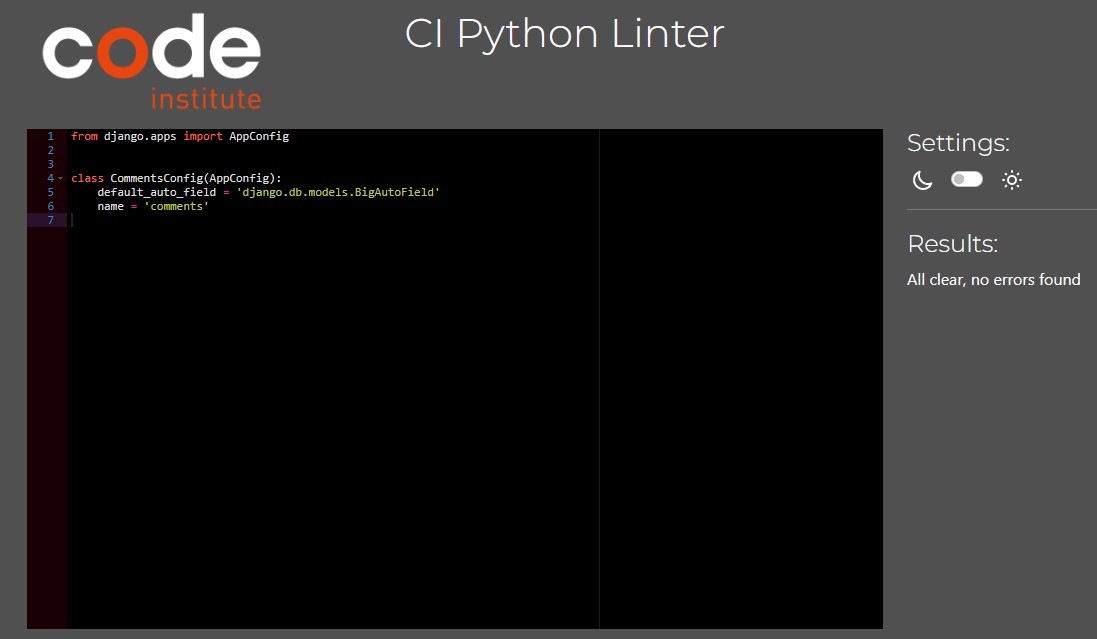 code
institute
CI Python Linter
1 from django.apps import AppConfig
2
3
4 class CommentsConfig(AppConfig):
5     default_auto_field = 'django.db.models.BigAutoField'
6     name = 'comments'
7
Settings:
Results:
All clear, no errors found